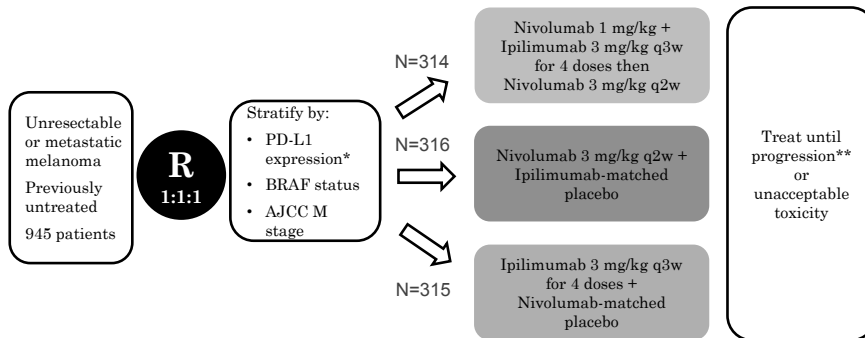 Unresectable
or metastatic
melanoma
Previously
untreated
945 patients
R
1:1:1
Stratify by:
• PD-L1
expression*
• BRAF status
• AJCC M
stage
N=314
N=316
N=315
Nivolumab 1 mg/kg +
Ipilimumab 3 mg/kg q3w
for 4 doses then
Nivolumab 3 mg/kg q2w
Nivolumab 3 mg/kg q2w +
Ipilimumab-matched
placebo
Ipilimumab 3 mg/kg q3w
for 4 doses +
Nivolumab-matched
placebo
Treat until
progression**
or
unacceptable
toxicity